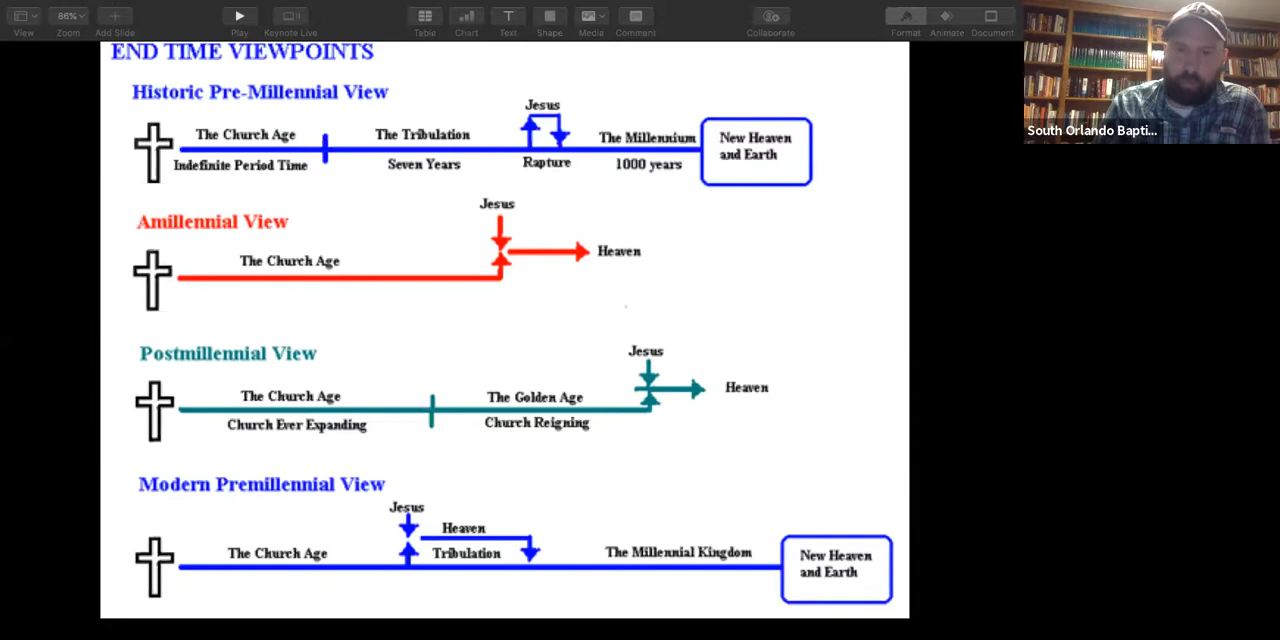 86%
View
Zoom
Add Slide
Play
Keynote Live
Table
Chart
Text
Shape
Media
Comment
Collaborate
Format
Animate
Document
South Orlando Bapti...
END TIME VIEWPOINTS
Historic Pre-Millennial View
Jesus
The Church Age
The Tribulation
The Millennium
New Heaven
and Earth
Indefinite Period Time
Seven Years
Rapture
1000 years
Jesus
Amillennial View
The Church Age
Heaven
Postmillennial View
Jesus
The Church Age
The Golden Age
Heaven
Church Ever Expanding
Church Reigning
Modern Premillennial View
Jesus
Heaven
The Church Age
Tribulation
The Millennial Kingdom
New Heaven
and Earth